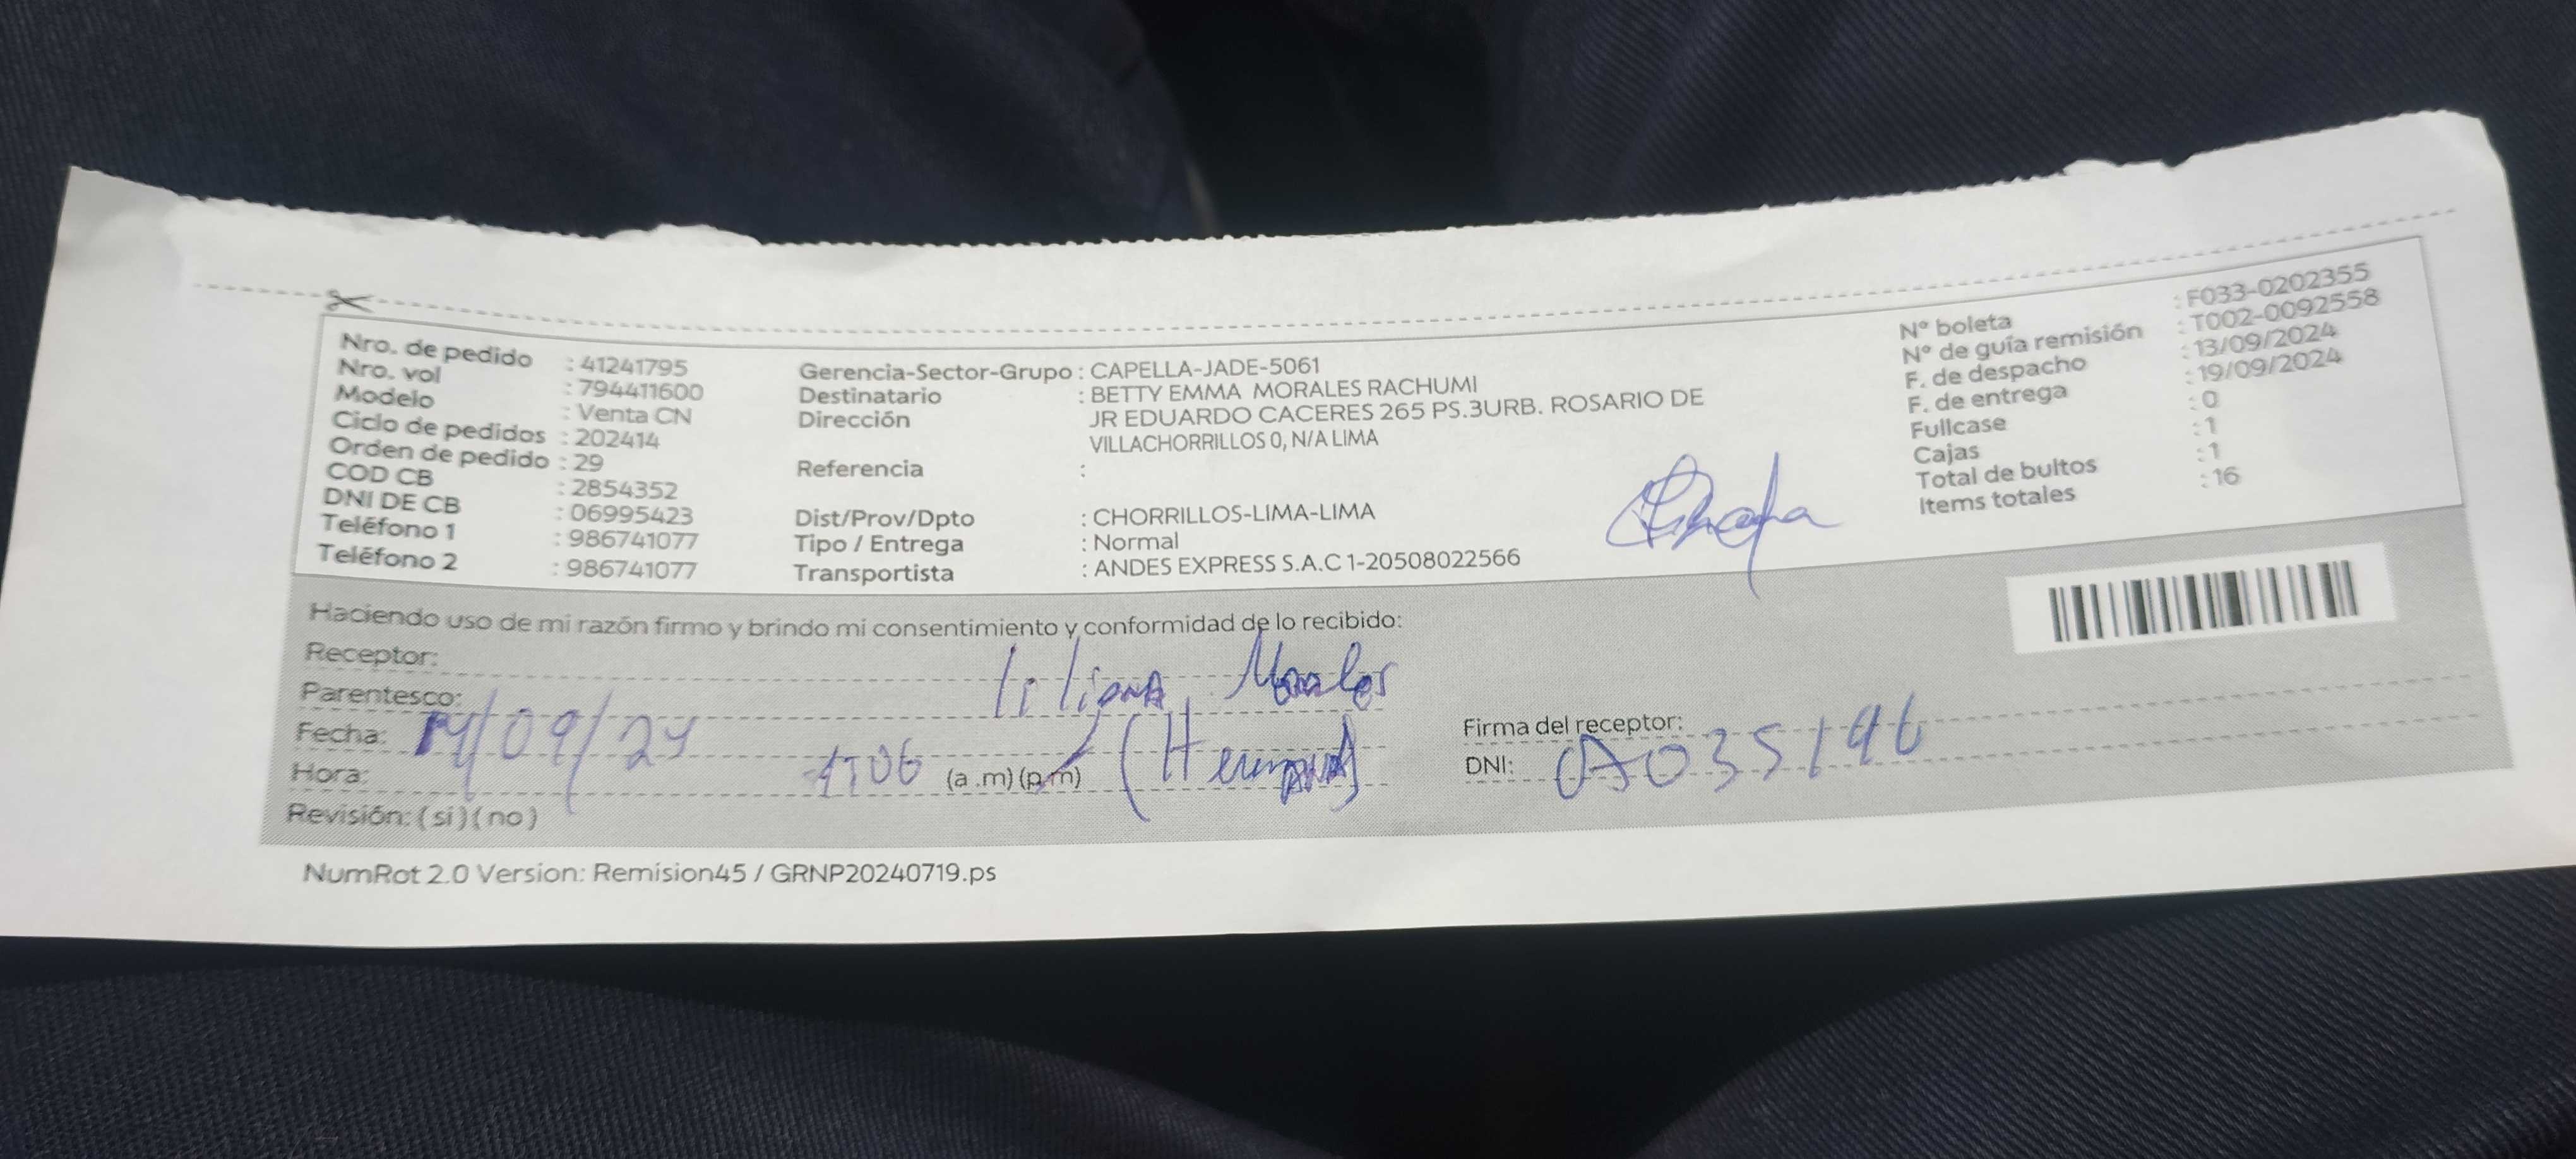 Nro. de pedido : 41241795
Nro. vol : 794411600
Modelo : Venta CN
Ciclo de pedidos : 202414
Orden de pedido : 29
COD CB : 2854352
DNI DE CB : 06995423
Teléfono 1 : 986741077
Teléfono 2 : 986741077
Gerencia-Sector-Grupo : CAPELLA-JADE-5061
Destinatario : BETTY EMMA MORALES RACHUMI
Dirección : JR EDUARDO CACERES 265 PS.3URB. ROSARIO DE
VILLACHORRILLOS 0, N/A LIMA
Referencia :
Dist/Prov/Dpto : CHORRILLOS-LIMA-LIMA
Tipo / Entrega : Normal
Transportista : ANDES EXPRESS S.A.C 1-20508022566
N° boleta : F033-0202355
N° de guía remisión : T002-0092558
F. de despacho : 13/09/2024
F. de entrega : 19/09/2024
Fullcase : 0
Cajas : 1
Total de bultos : 1
Items totales : 16
Haciendo uso de mi razón firmo y brindo mi consentimiento y conformidad de lo recibido:
Receptor: Liliana Morales
Parentesco: (Hermana)
Fecha: 14/09/24
Hora: (a .m) (p.m)
Revisión: ( si ) ( no )
Firma del receptor:
DNI:
NumRot 2.0 Version: Remision45 / GRNP20240719.ps